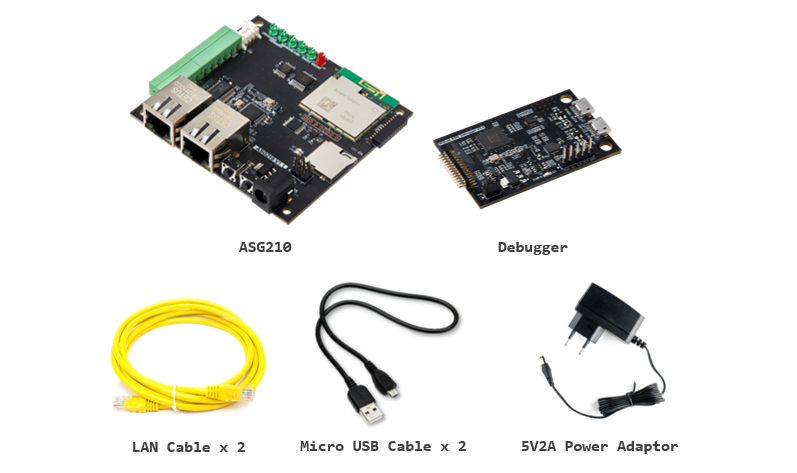 ASG210
Debugger
LAN Cable x 2
Micro USB Cable x 2
5V2A Power Adaptor